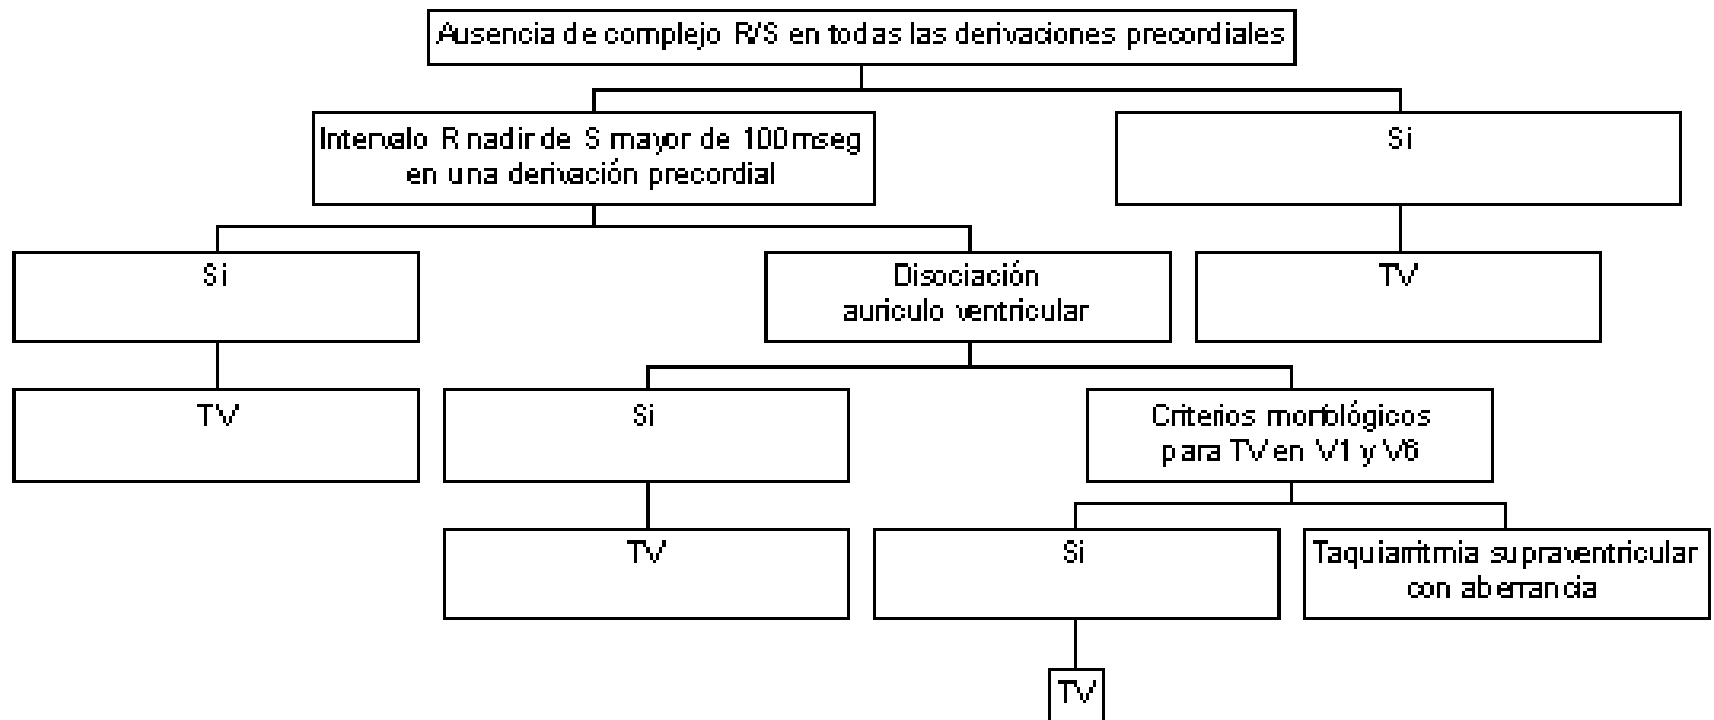 Ausencia de complejo R/S en todas las derivaciones precordiales
Intervalo R nadir de S mayor de 100 mseg
en una derivación precordial
Si
Si
Disociación
auriculo ventricular
TV
TV
Si
Criterios morfológicos
para TV en V1 y V6
TV
Si
Taquiarritmia supraventricular
con aberrancia
TV